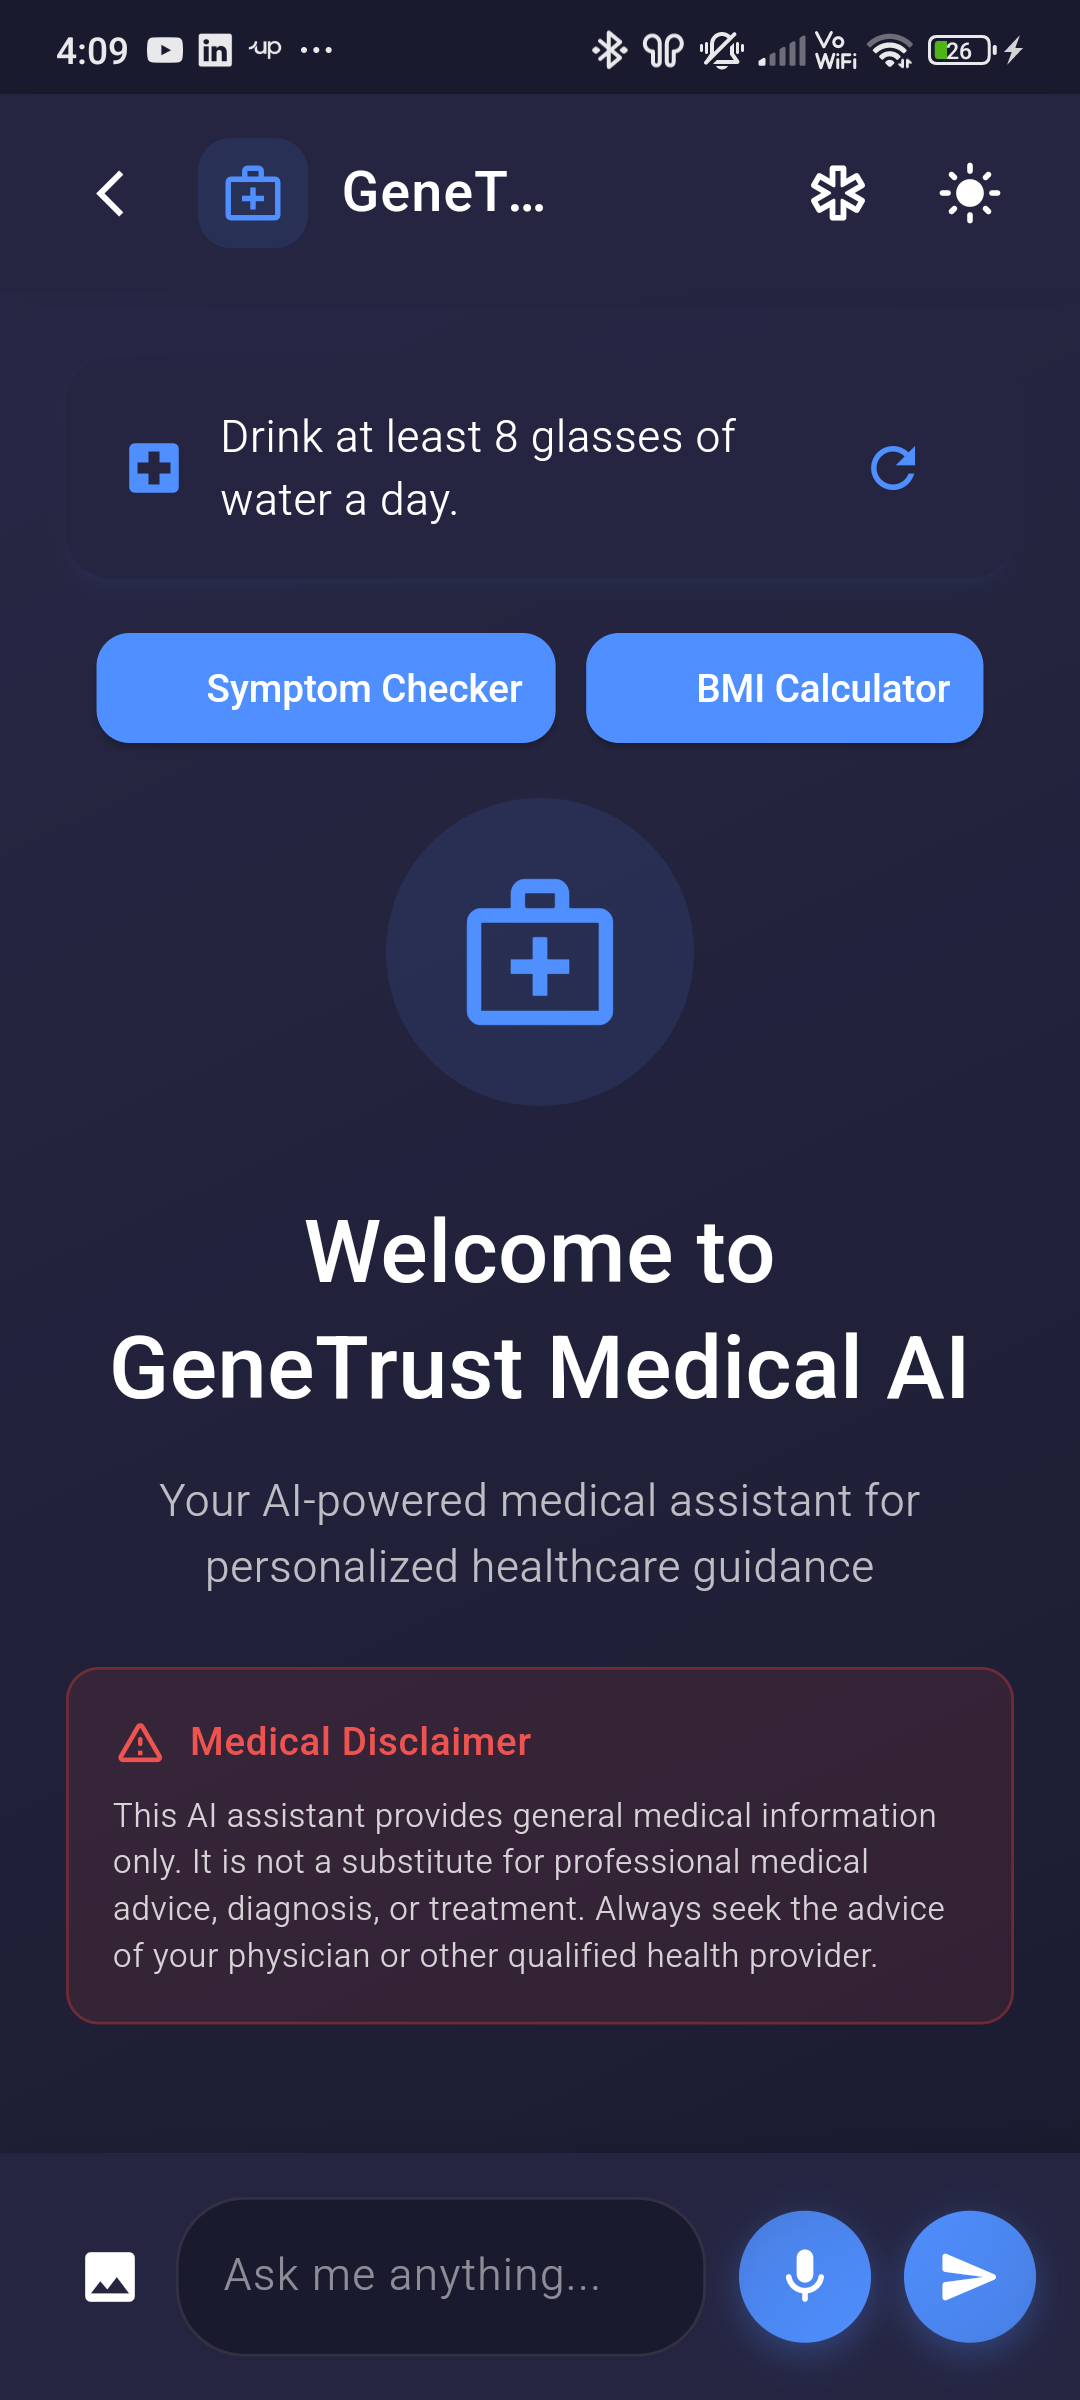 4:09
up
Vo
WiFi
26
GeneT...
Drink at least 8 glasses of
water a day.
Symptom Checker
BMI Calculator
Welcome to
GeneTrust Medical AI
Your AI-powered medical assistant for
personalized healthcare guidance
Medical Disclaimer
This AI assistant provides general medical information
only. It is not a substitute for professional medical
advice, diagnosis, or treatment. Always seek the advice
of your physician or other qualified health provider.
Ask me anything...